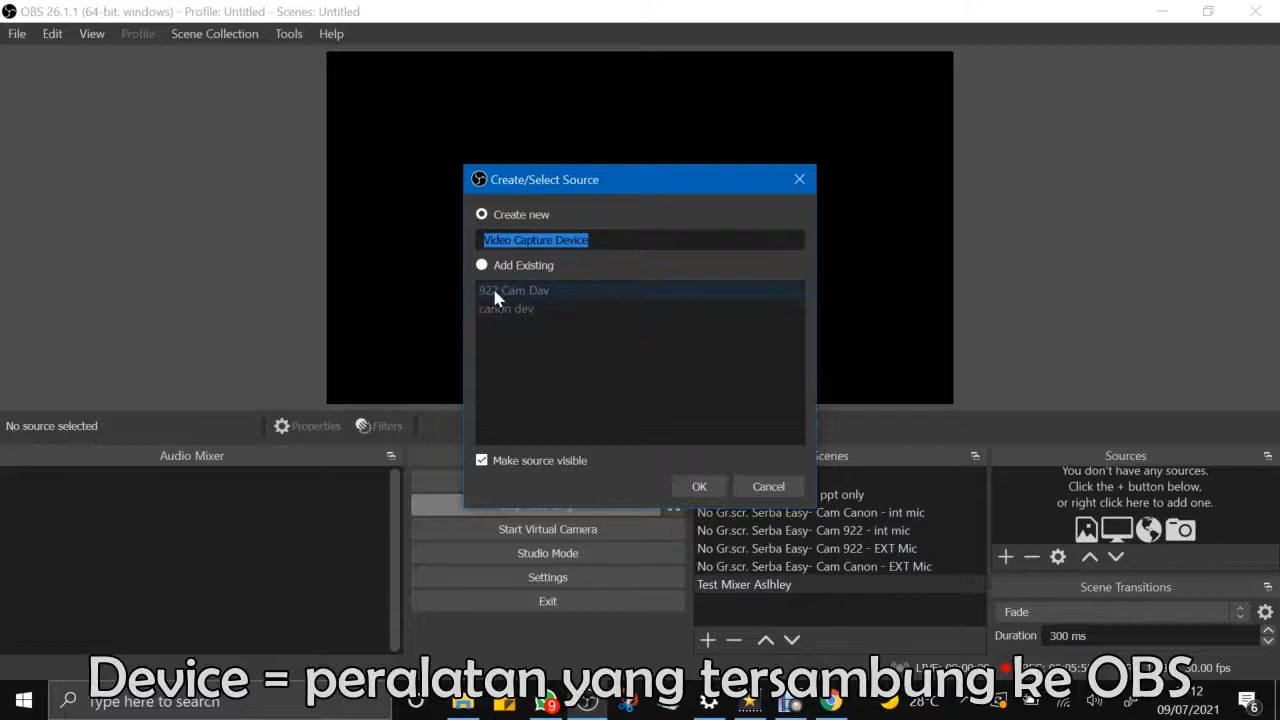 OBS 26.1.1 (64-bit. windows) - Profile: Untitled - Scenes: Untitled
File Edit View Profile Scene Collection Tools Help
Create/Select Source
Create new
Video Capture Device
Add Existing
922 Cam Dav
canon dev
Make source visible
OK Cancel
No source selected Properties Filters
Audio Mixer
Start Virtual Camera
Studio Mode
Settings
Exit
Scenes
ppt only
No Gr.scr. Serba Easy- Cam Canon - int mic
No Gr.scr. Serba Easy- Cam 922 - int mic
No Gr.scr. Serba Easy- Cam 922 - EXT Mic
No Gr.scr. Serba Easy- Cam Canon - EXT Mic
Test Mixer Aslhley
Sources
You don't have any sources.
Click the + button below,
or right click here to add one.
Scene Transitions
Fade
Duration 300 ms
Device = peralatan yang tersambung ke OBS
Type here to search
9
28°C
12
09/07/2021
6